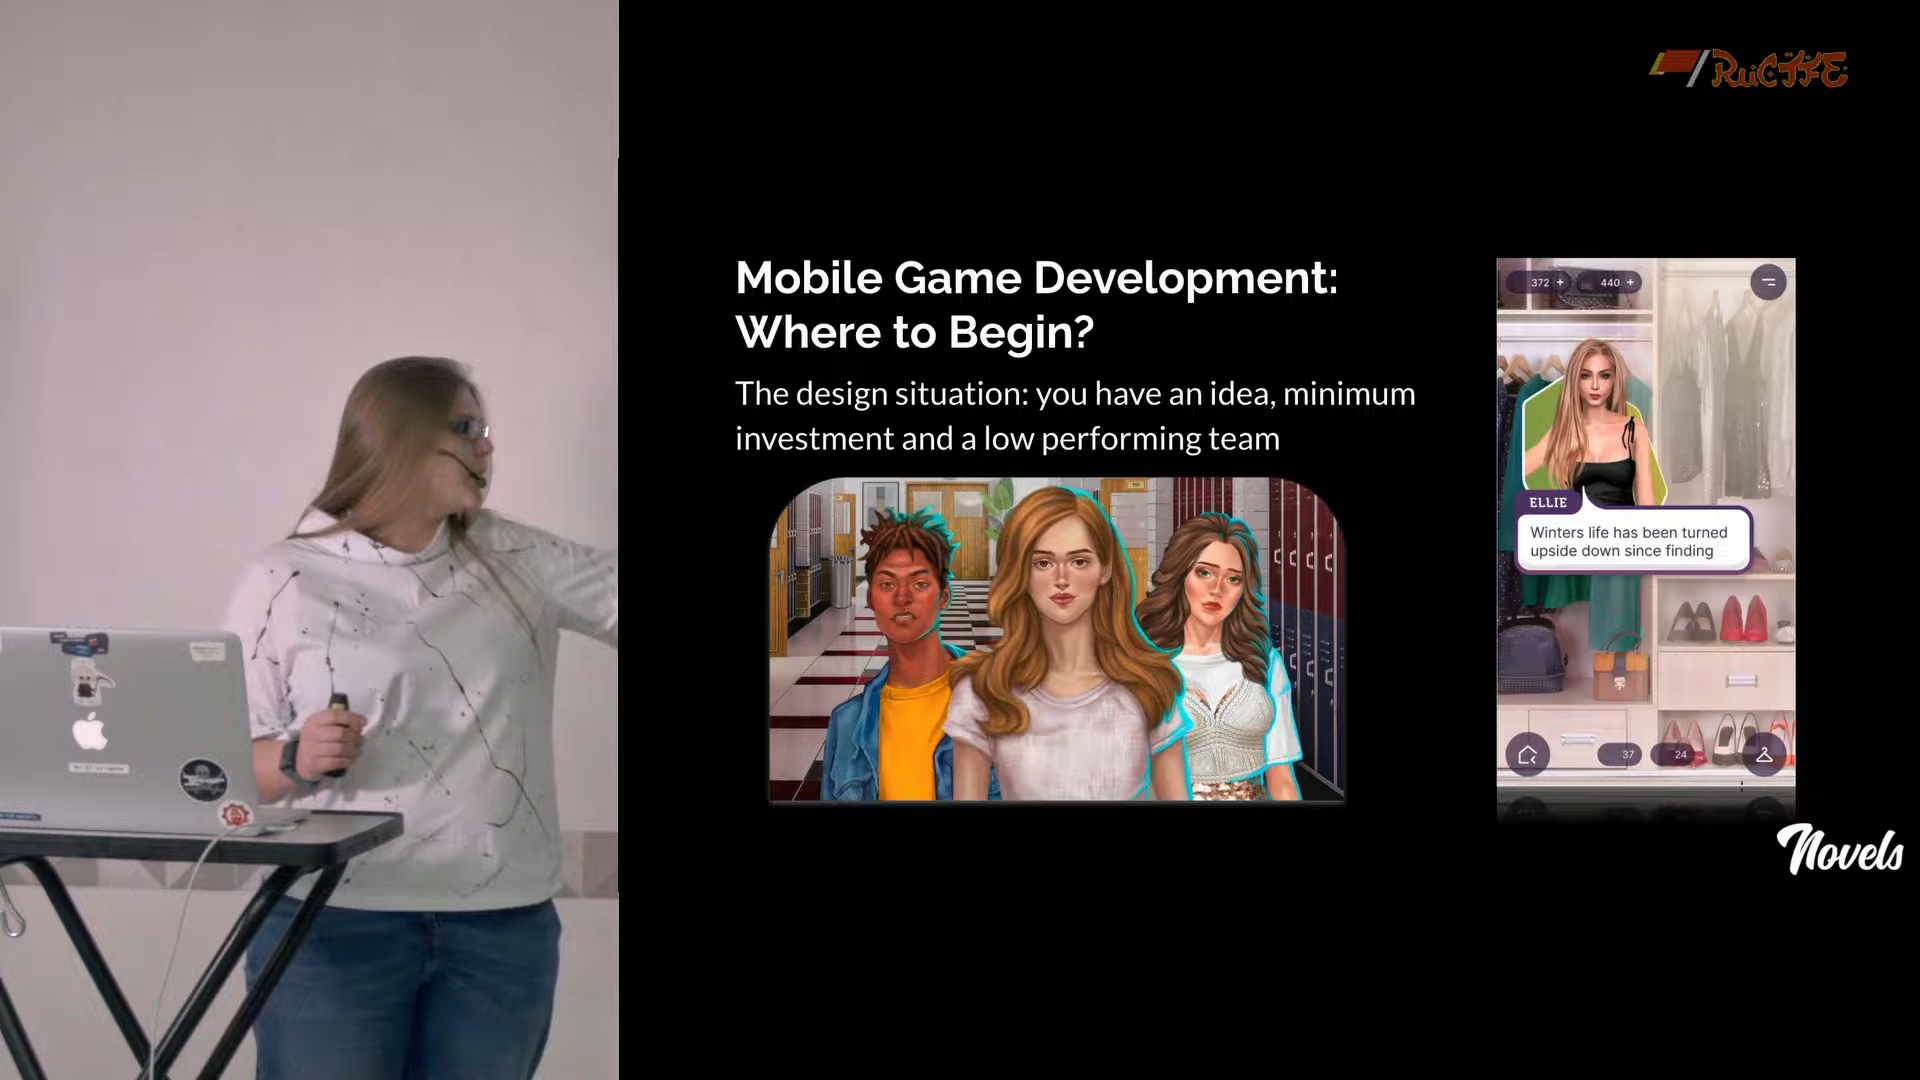 RuCTFE
Mobile Game Development:
Where to Begin?
The design situation: you have an idea, minimum
investment and a low performing team
372 +
440 +
ELLIE
Winters life has been turned
upside down since finding
37
24
Novels